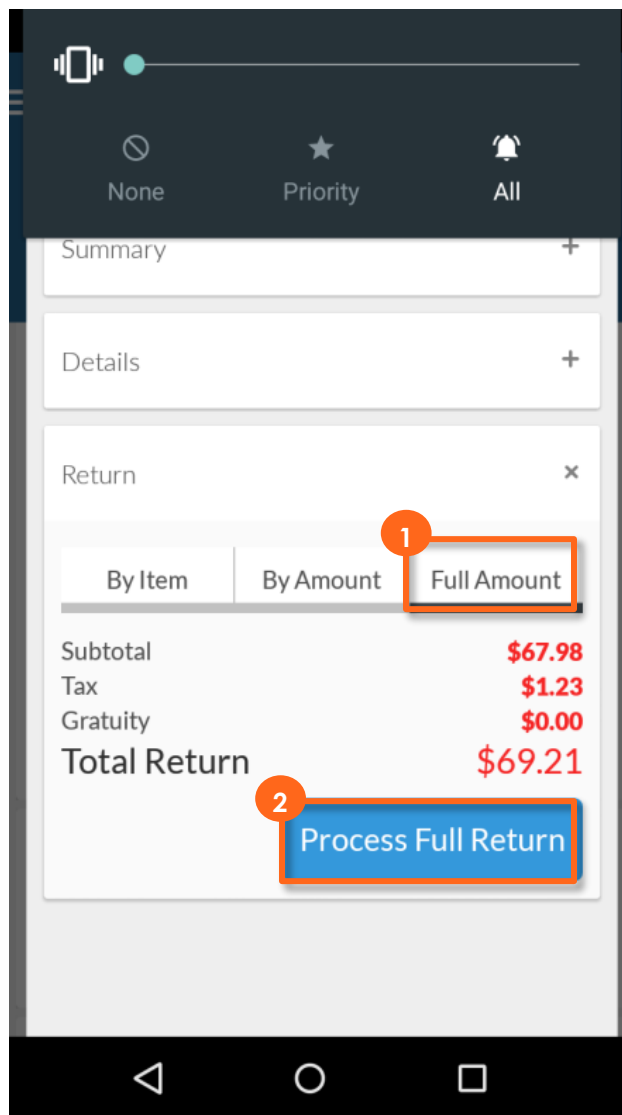 None Priority All
Summary
Details
Return
1
By Item By Amount Full Amount
Subtotal $67.98
Tax $1.23
Gratuity $0.00
Total Return $69.21
2
Process Full Return